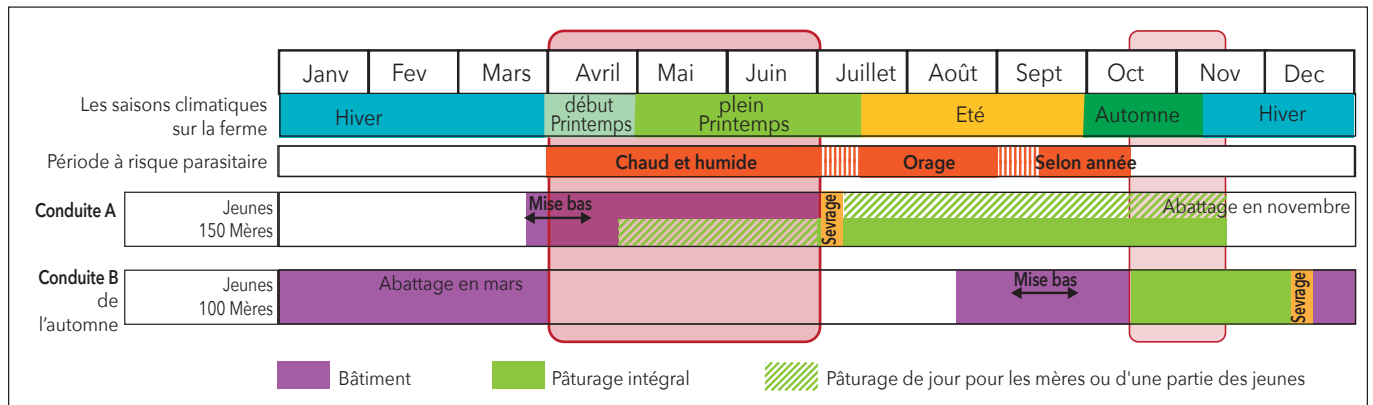 Janv Fev Mars Avril Mai Juin Juillet Août Sept Oct Nov Dec
Les saisons climatiques
sur la ferme
Hiver
début
Printemps
plein
Printemps
Eté
Automne
Hiver
Période à risque parasitaire
Chaud et humide
Orage
Selon année
Conduite A
Jeunes
150 Mères
Mise bas
Sevrage
Abattage en novembre
Conduite B
de
l'automne
Jeunes
100 Mères
Abattage en mars
Mise bas
Sevrage
Bâtiment
Pâturage intégral
Pâturage de jour pour les mères ou d'une partie des jeunes